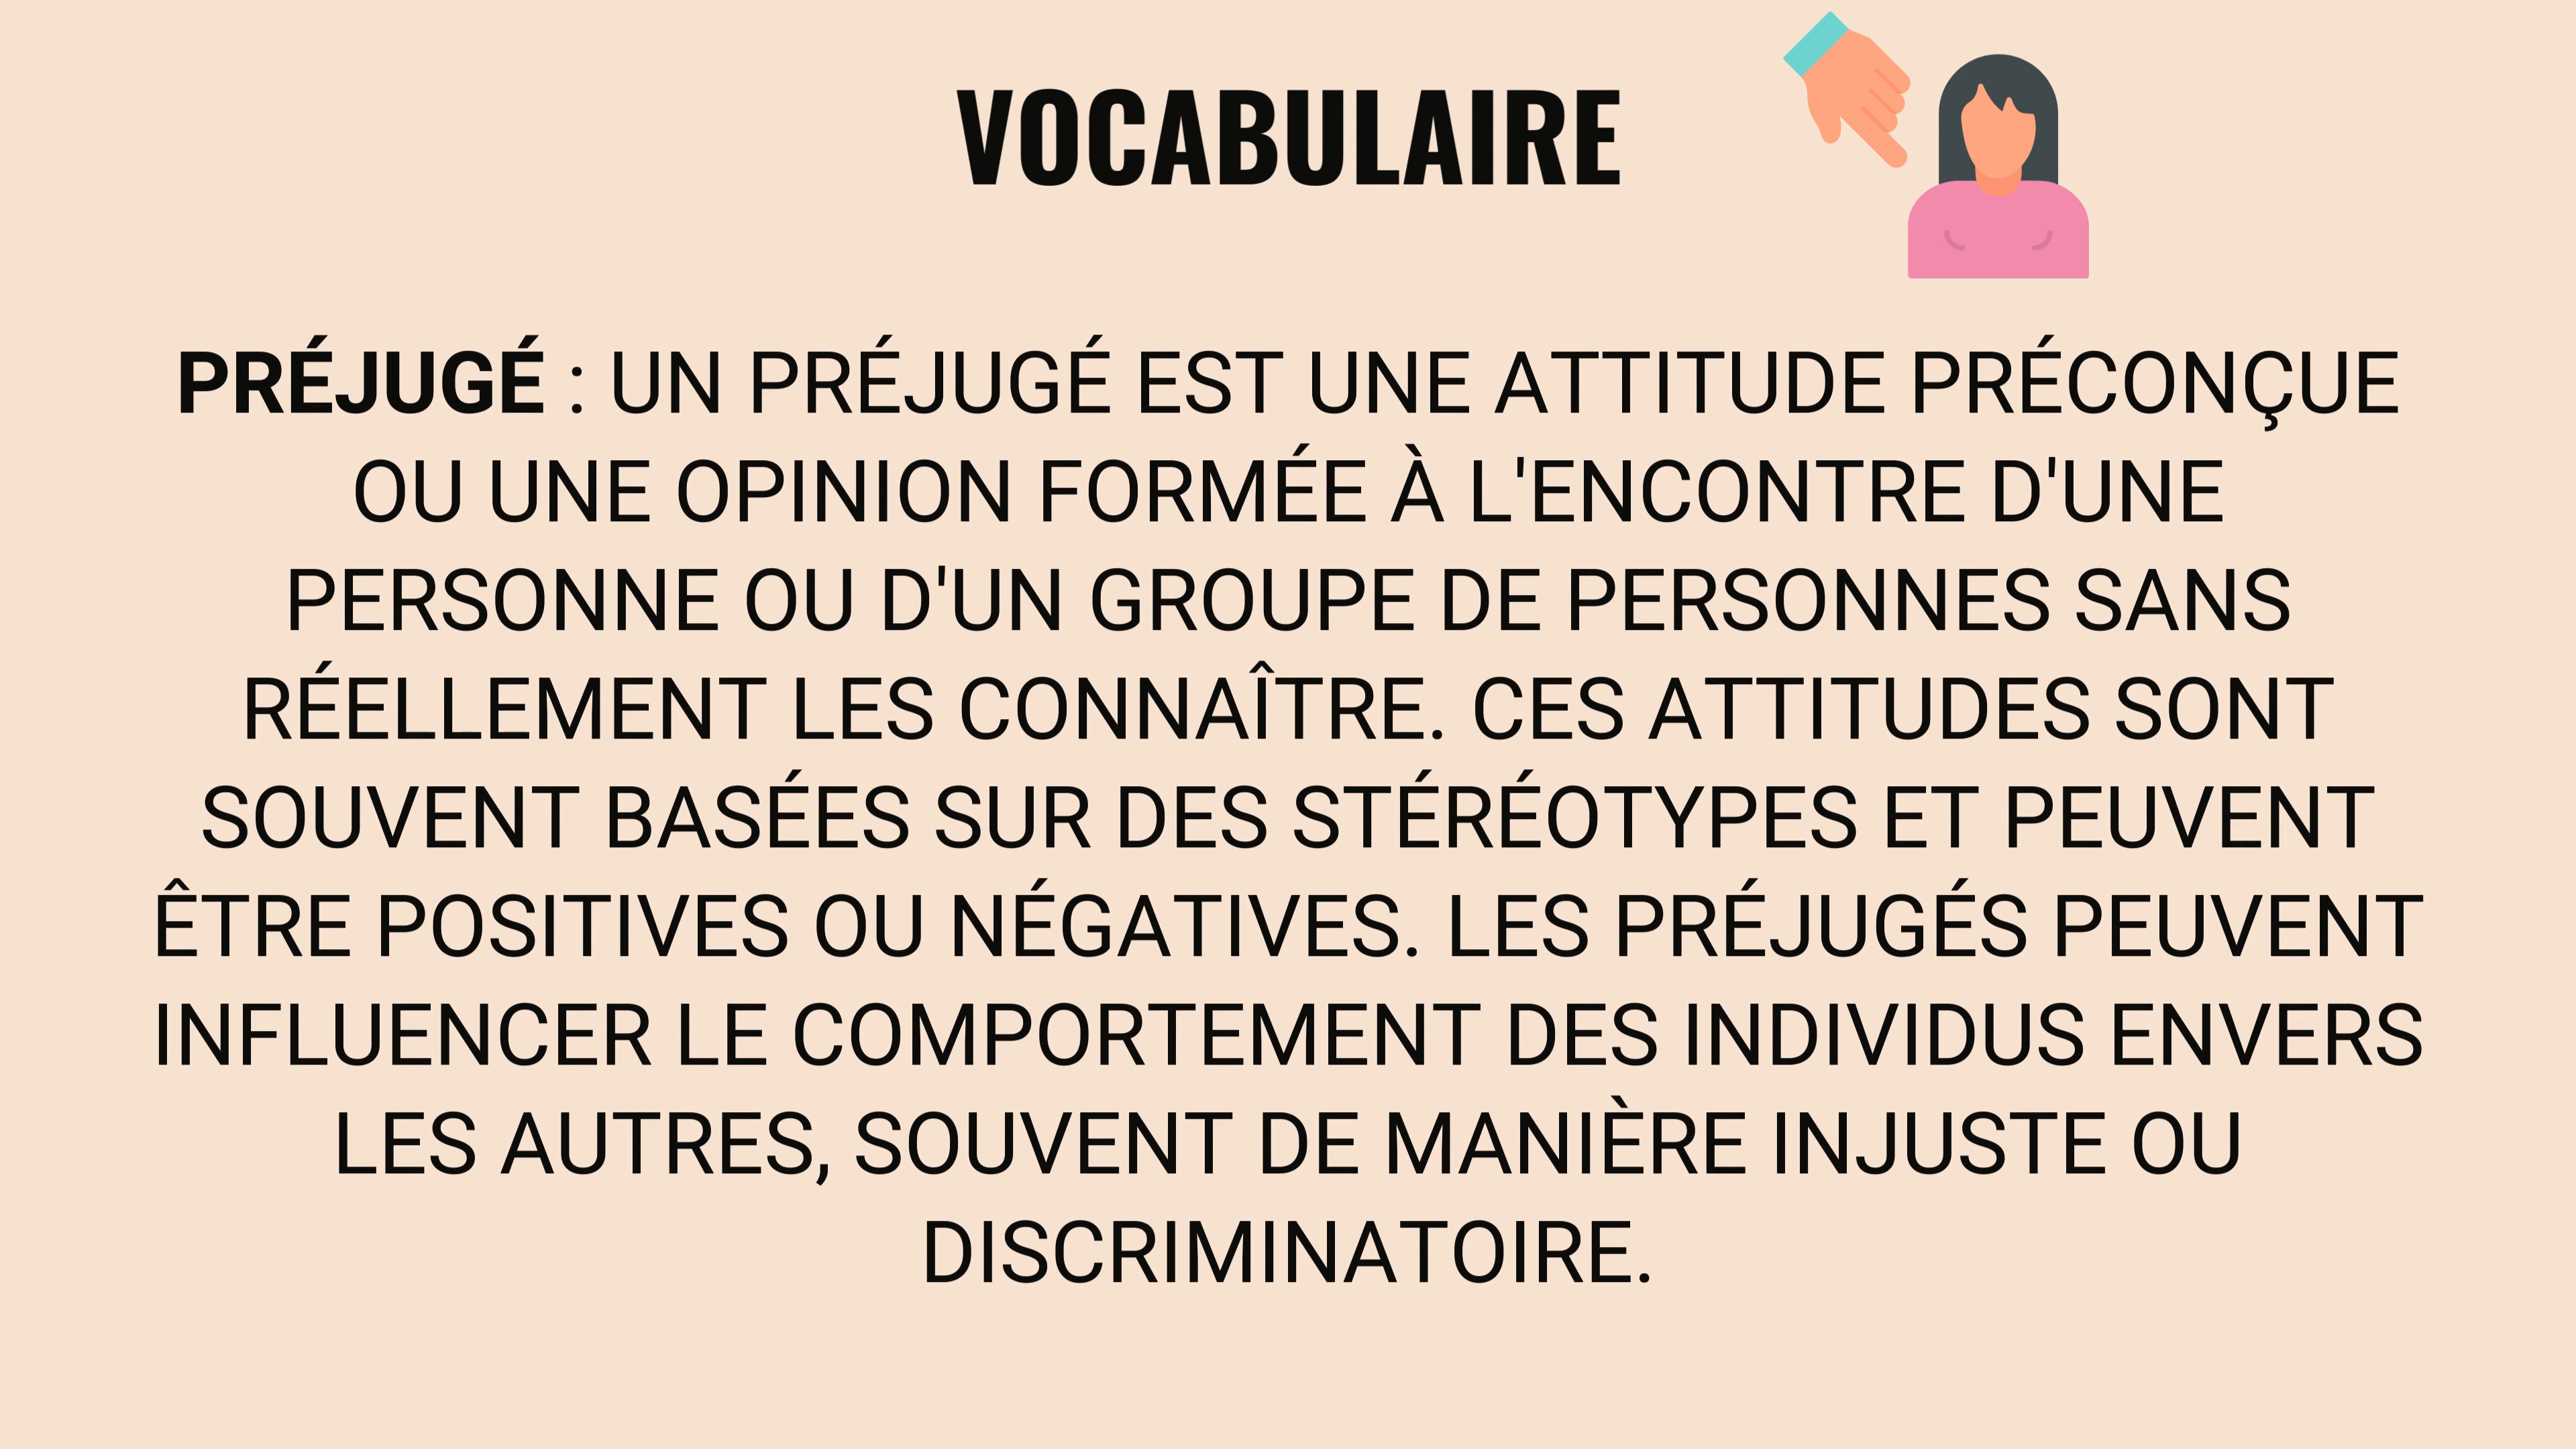 VOCABULAIRE
PRÉJUGÉ : UN PRÉJUGÉ EST UNE ATTITUDE PRÉCONÇUE
OU UNE OPINION FORMÉE À L'ENCONTRE D'UNE
PERSONNE OU D'UN GROUPE DE PERSONNES SANS
RÉELLEMENT LES CONNAÎTRE. CES ATTITUDES SONT
SOUVENT BASÉES SUR DES STÉRÉOTYPES ET PEUVENT
ÊTRE POSITIVES OU NÉGATIVES. LES PRÉJUGÉS PEUVENT
INFLUENCER LE COMPORTEMENT DES INDIVIDUS ENVERS
LES AUTRES, SOUVENT DE MANIÈRE INJUSTE OU
DISCRIMINATOIRE.